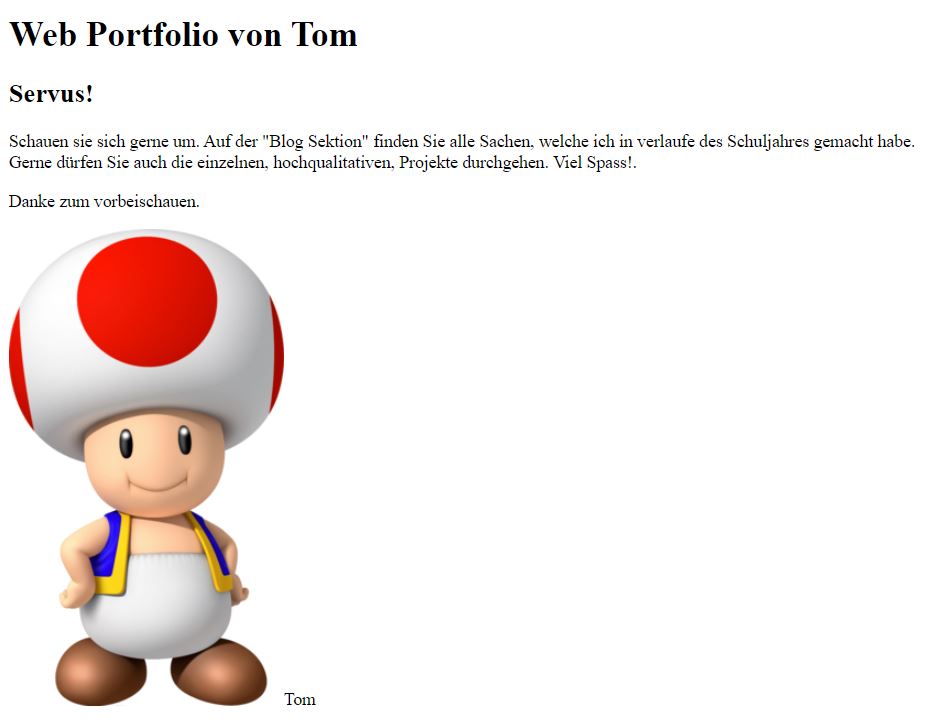 Web Portfolio von Tom
Servus!
Schauen sie sich gerne um. Auf der "Blog Sektion" finden Sie alle Sachen, welche ich in verlaufe des Schuljahres gemacht habe.
Gerne dürfen Sie auch die einzelnen, hochqualitativen, Projekte durchgehen. Viel Spass!.
Danke zum vorbeischauen.
Tom